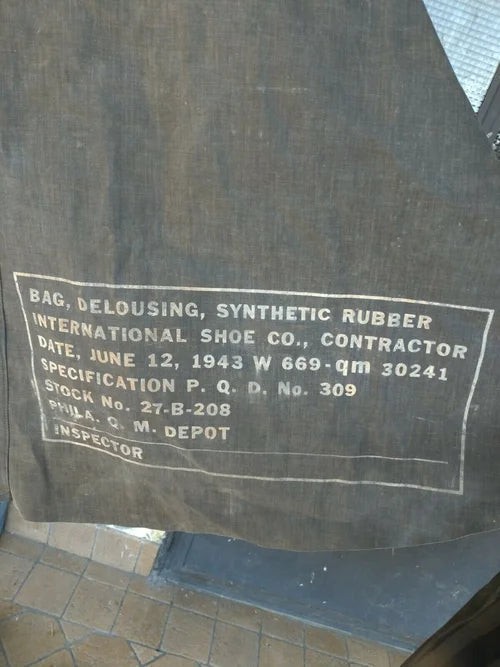 BAG, DELOUSING, SYNTHETIC RUBBER
INTERNATIONAL SHOE CO., CONTRACTOR
DATE, JUNE 12, 1943 W 669-qm 30241
SPECIFICATION P. Q. D. No. 309
STOCK No. 27-B-208
PHILA. Q. M. DEPOT
INSPECTOR